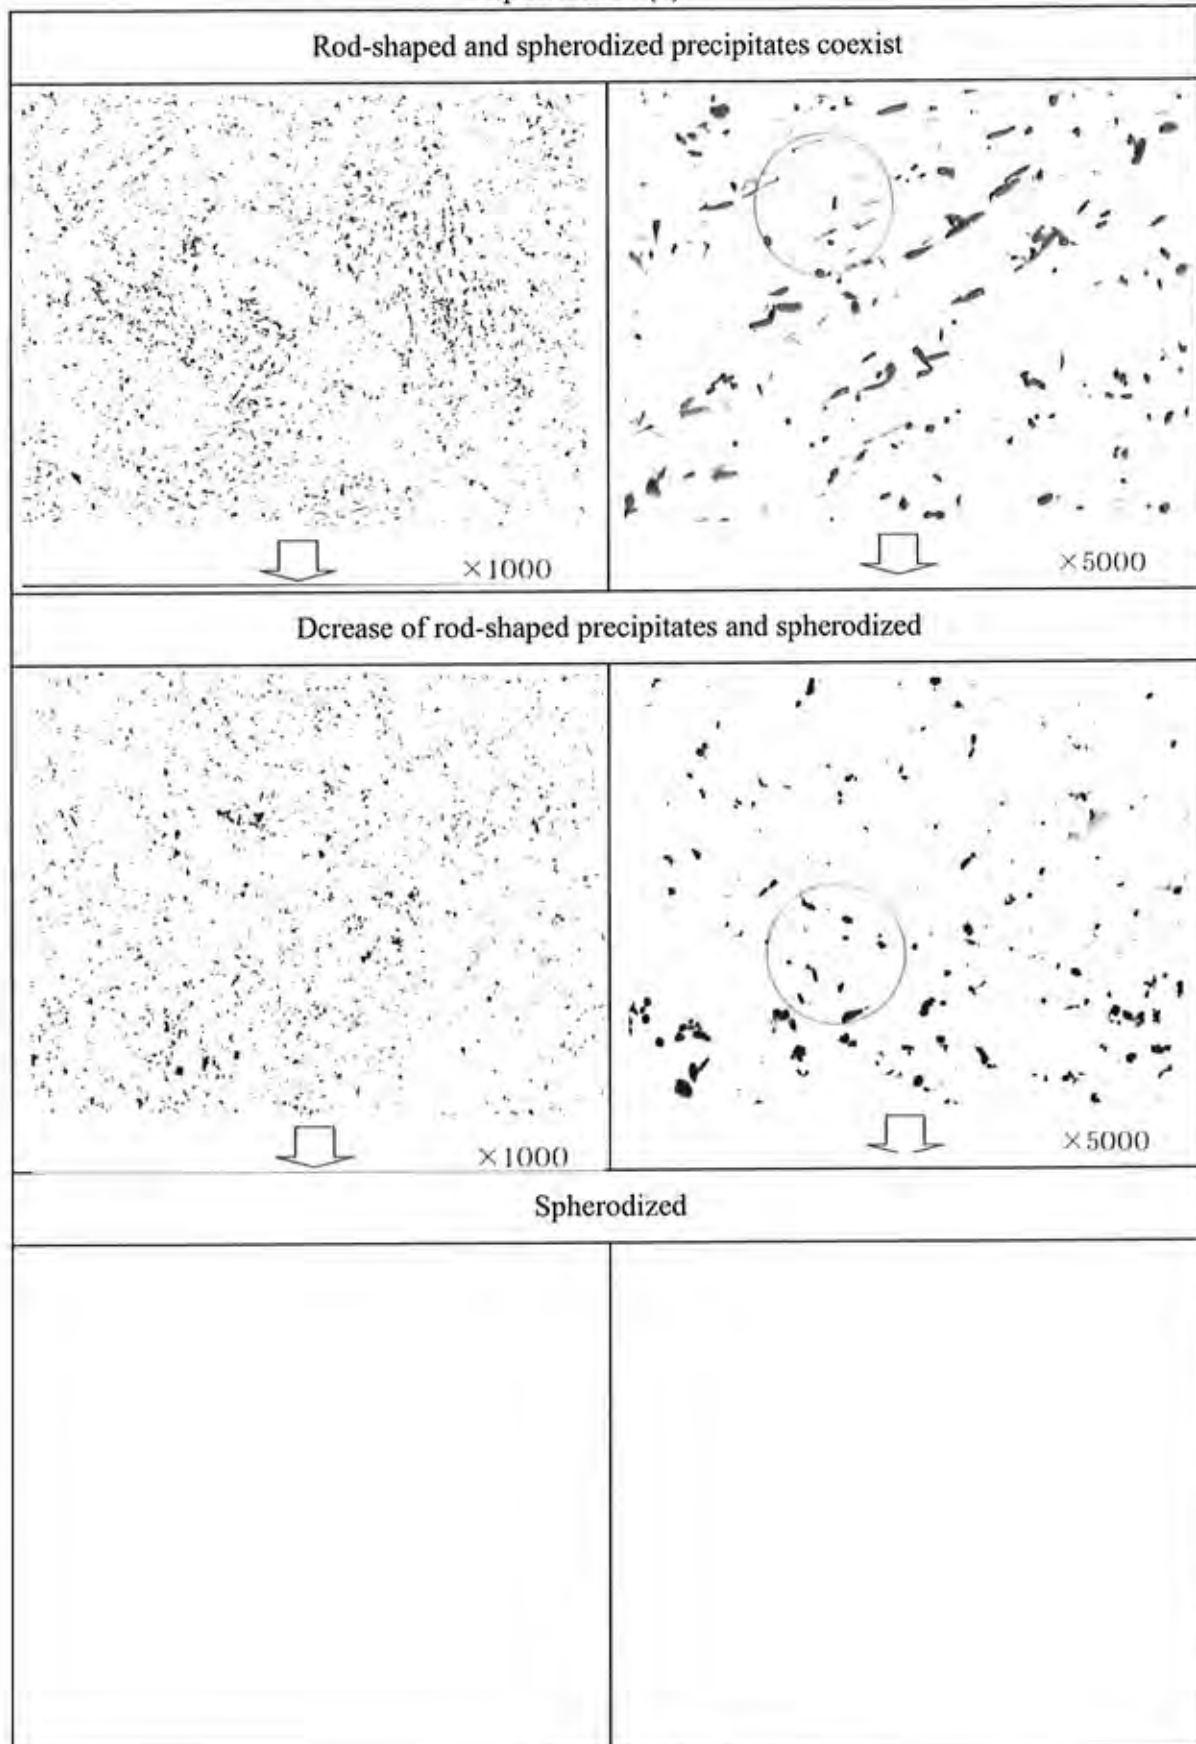 Rod-shaped and spherodized precipitates coexist
×1000
×5000
Dcrease of rod-shaped precipitates and spherodized
×1000
×5000
Spherodized